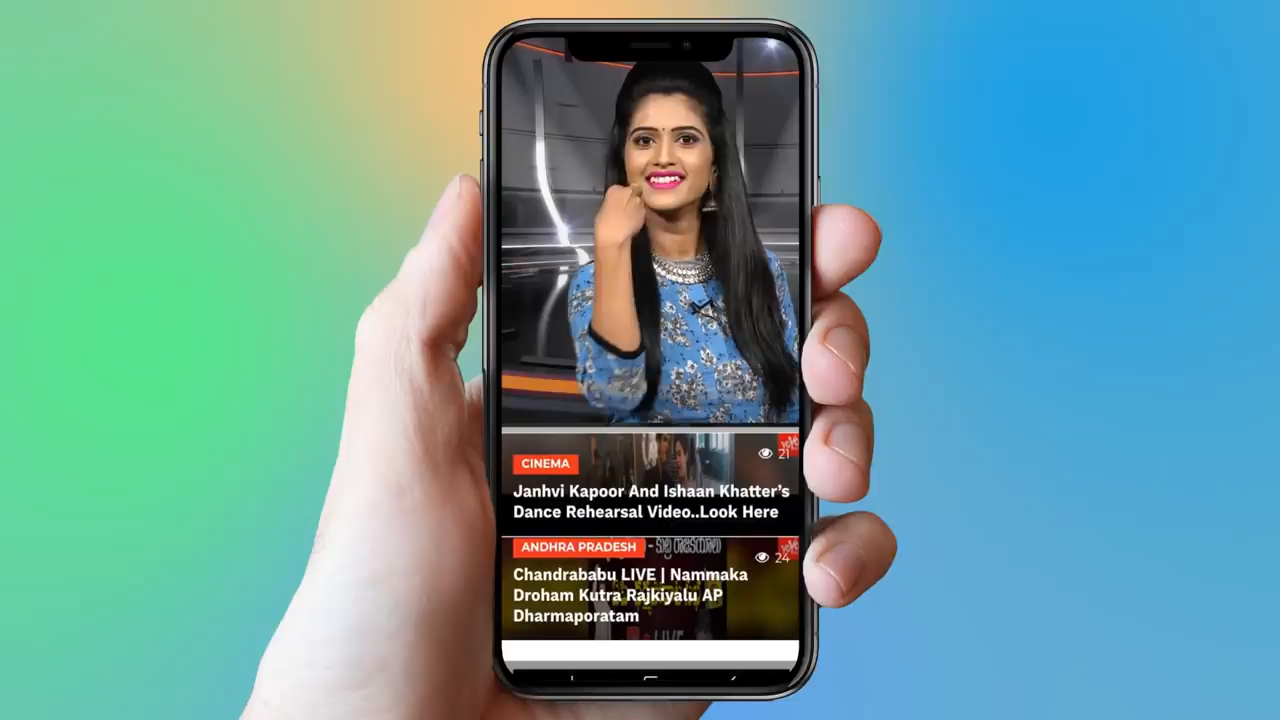 21
CINEMA
Janhvi Kapoor And Ishaan Khatter's
Dance Rehearsal Video..Look Here
ANDHRA PRADESH
24
Chandrababu LIVE | Nammaka
Droham Kutra Rajkiyalu AP
Dharmaporatam
LIVE